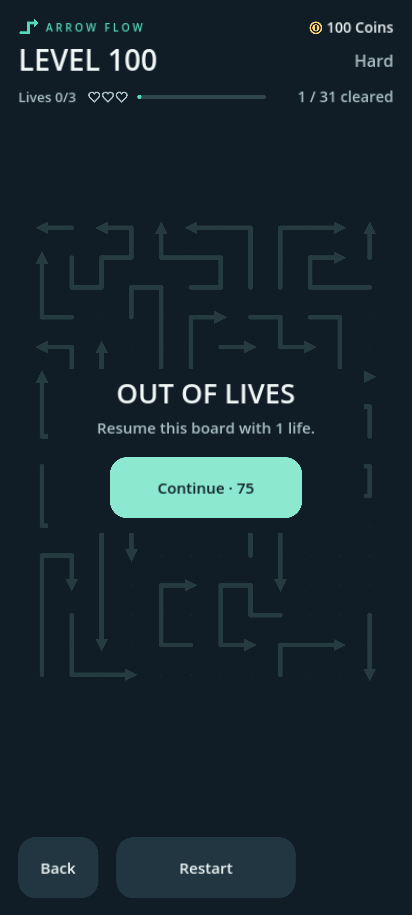 ARROW FLOW
100 Coins
LEVEL 100
Hard
Lives 0/3
1 / 31 cleared
OUT OF LIVES
Resume this board with 1 life.
Continue · 75
Back
Restart